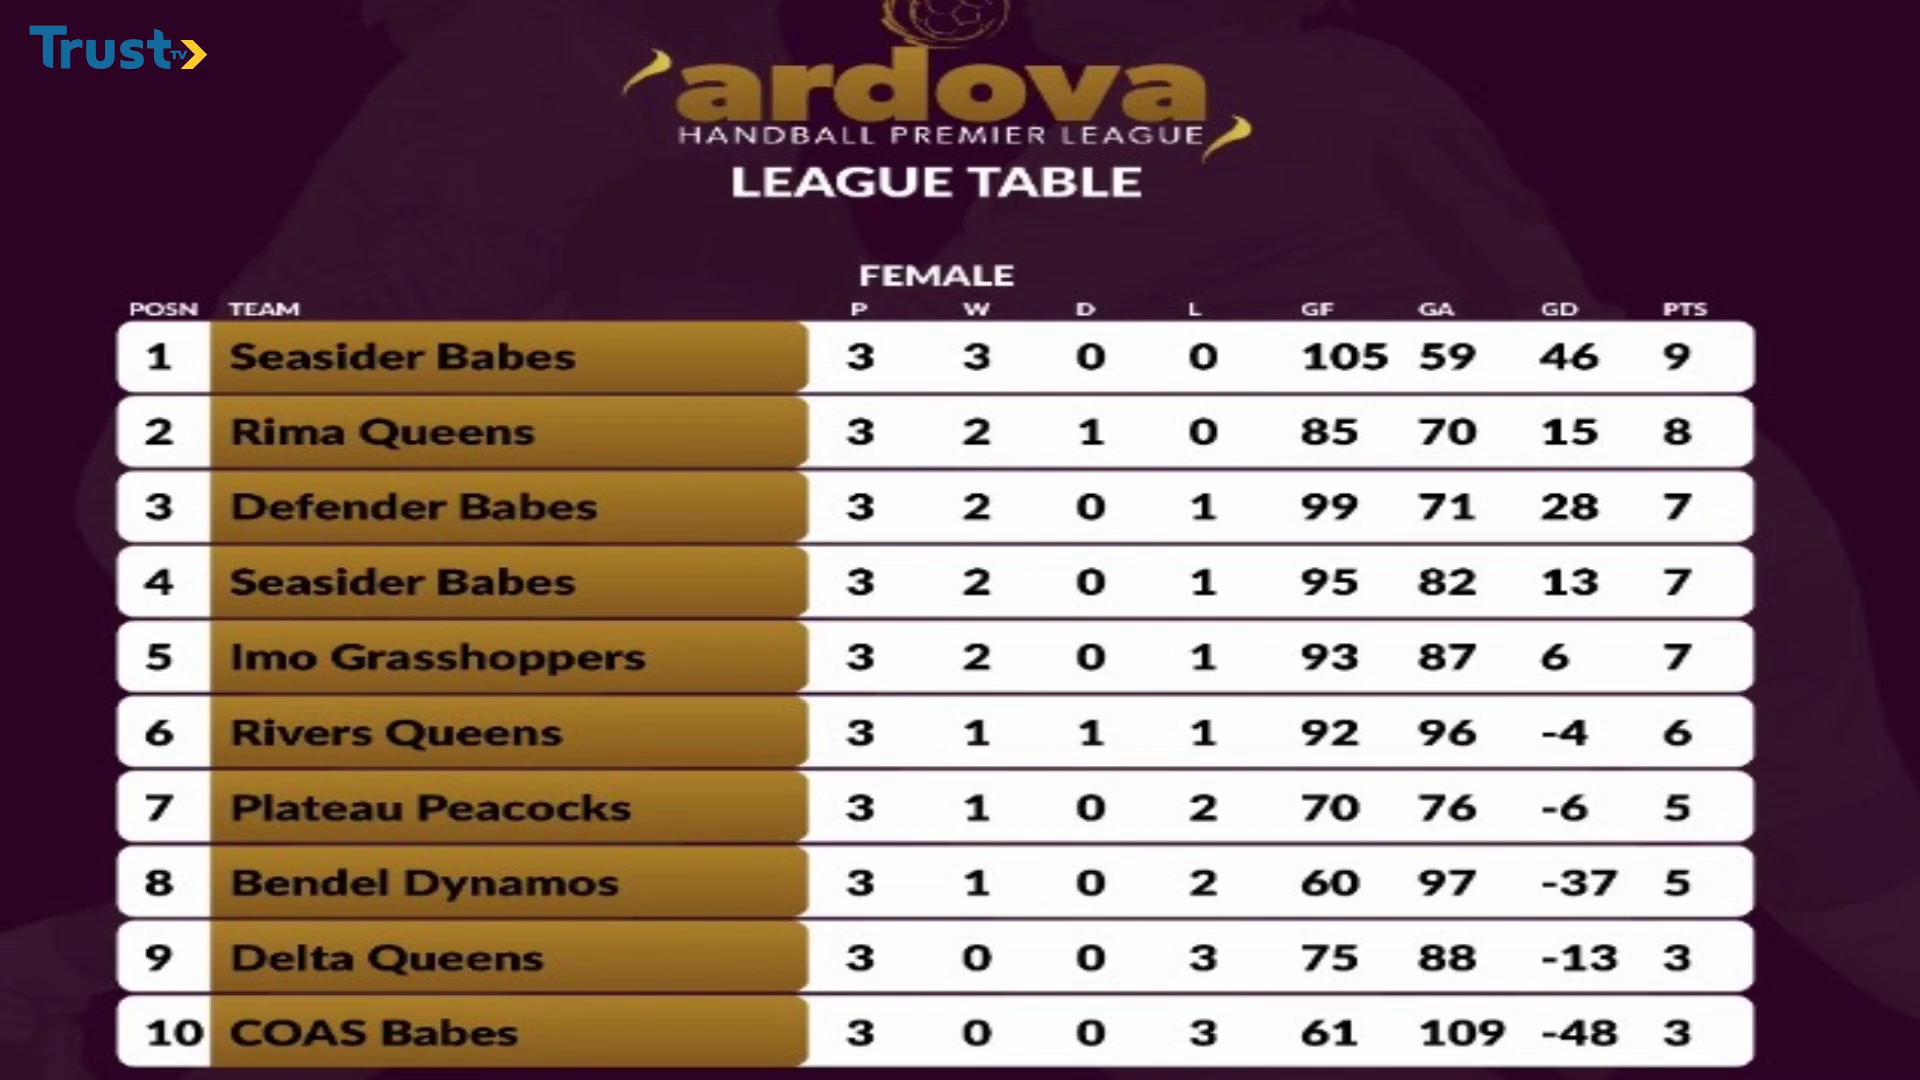 Trust TV
ardova
HANDBALL PREMIER LEAGUE
LEAGUE TABLE
FEMALE
POSN TEAM P W D L GF GA GD PTS
1 Seasider Babes 3 3 0 0 105 59 46 9
2 Rima Queens 3 2 1 0 85 70 15 8
3 Defender Babes 3 2 0 1 99 71 28 7
4 Seasider Babes 3 2 0 1 95 82 13 7
5 Imo Grasshoppers 3 2 0 1 93 87 6 7
6 Rivers Queens 3 1 1 1 92 96 -4 6
7 Plateau Peacocks 3 1 0 2 70 76 -6 5
8 Bendel Dynamos 3 1 0 2 60 97 -37 5
9 Delta Queens 3 0 0 3 75 88 -13 3
10 COAS Babes 3 0 0 3 61 109 -48 3